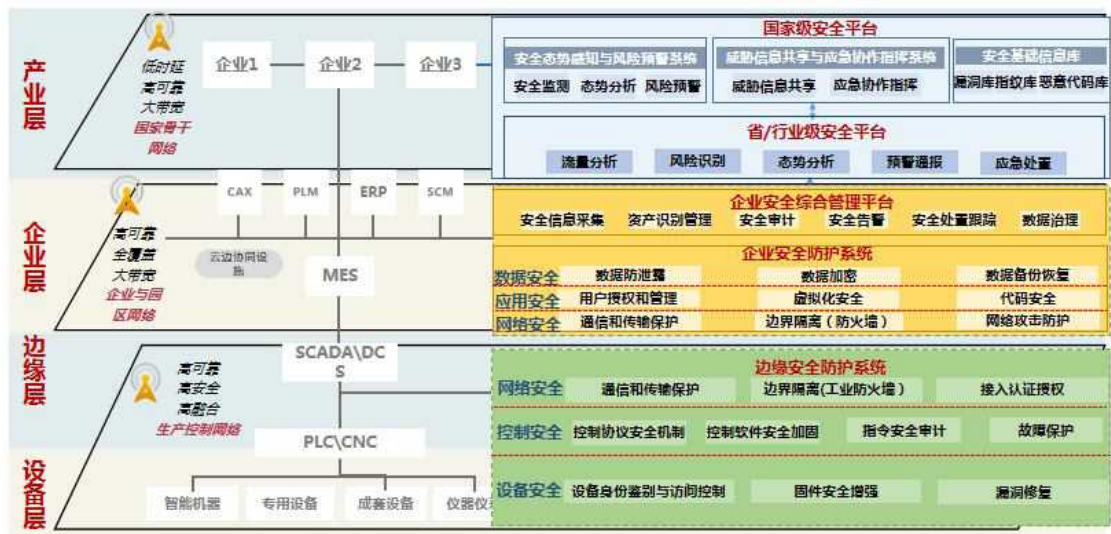 产业层
低时延
高可靠
大带宽
国家骨干
网络
企业1
企业2
企业3
国家级安全平台
安全态势感知与风险预警系统
安全监测 态势分析 风险预警
威胁信息共享与应急协作指挥系统
威胁信息共享 应急协作指挥
安全基础信息库
漏洞库指纹库 恶意代码库
省/行业级安全平台
流量分析 风险识别 态势分析 预警通报 应急处置
企业层
高可靠
全覆盖
大带宽
企业与园
区网络
CAX PLM ERP SCM
云边协同设
施
MES
企业安全综合管理平台
安全信息采集 资产识别管理 安全审计 安全告警 安全处置跟踪 数据治理
企业安全防护系统
数据安全 数据防泄露 数据加密 数据备份恢复
应用安全 用户授权和管理 虚拟化安全 代码安全
网络安全 通信和传输保护 边界隔离（防火墙） 网络攻击防护
边缘层
高可靠
高安全
高融合
生产控制网络
SCADA\DC
S
PLC\CNC
边缘安全防护系统
网络安全 通信和传输保护 边界隔离(工业防火墙） 接入认证授权
控制安全 控制协议安全机制 控制软件安全加固 指令安全审计 故障保护
设备层
智能机器 专用设备 成套设备 仪器仪
设备安全 设备身份鉴别与访问控制 固件安全增强 漏洞修复